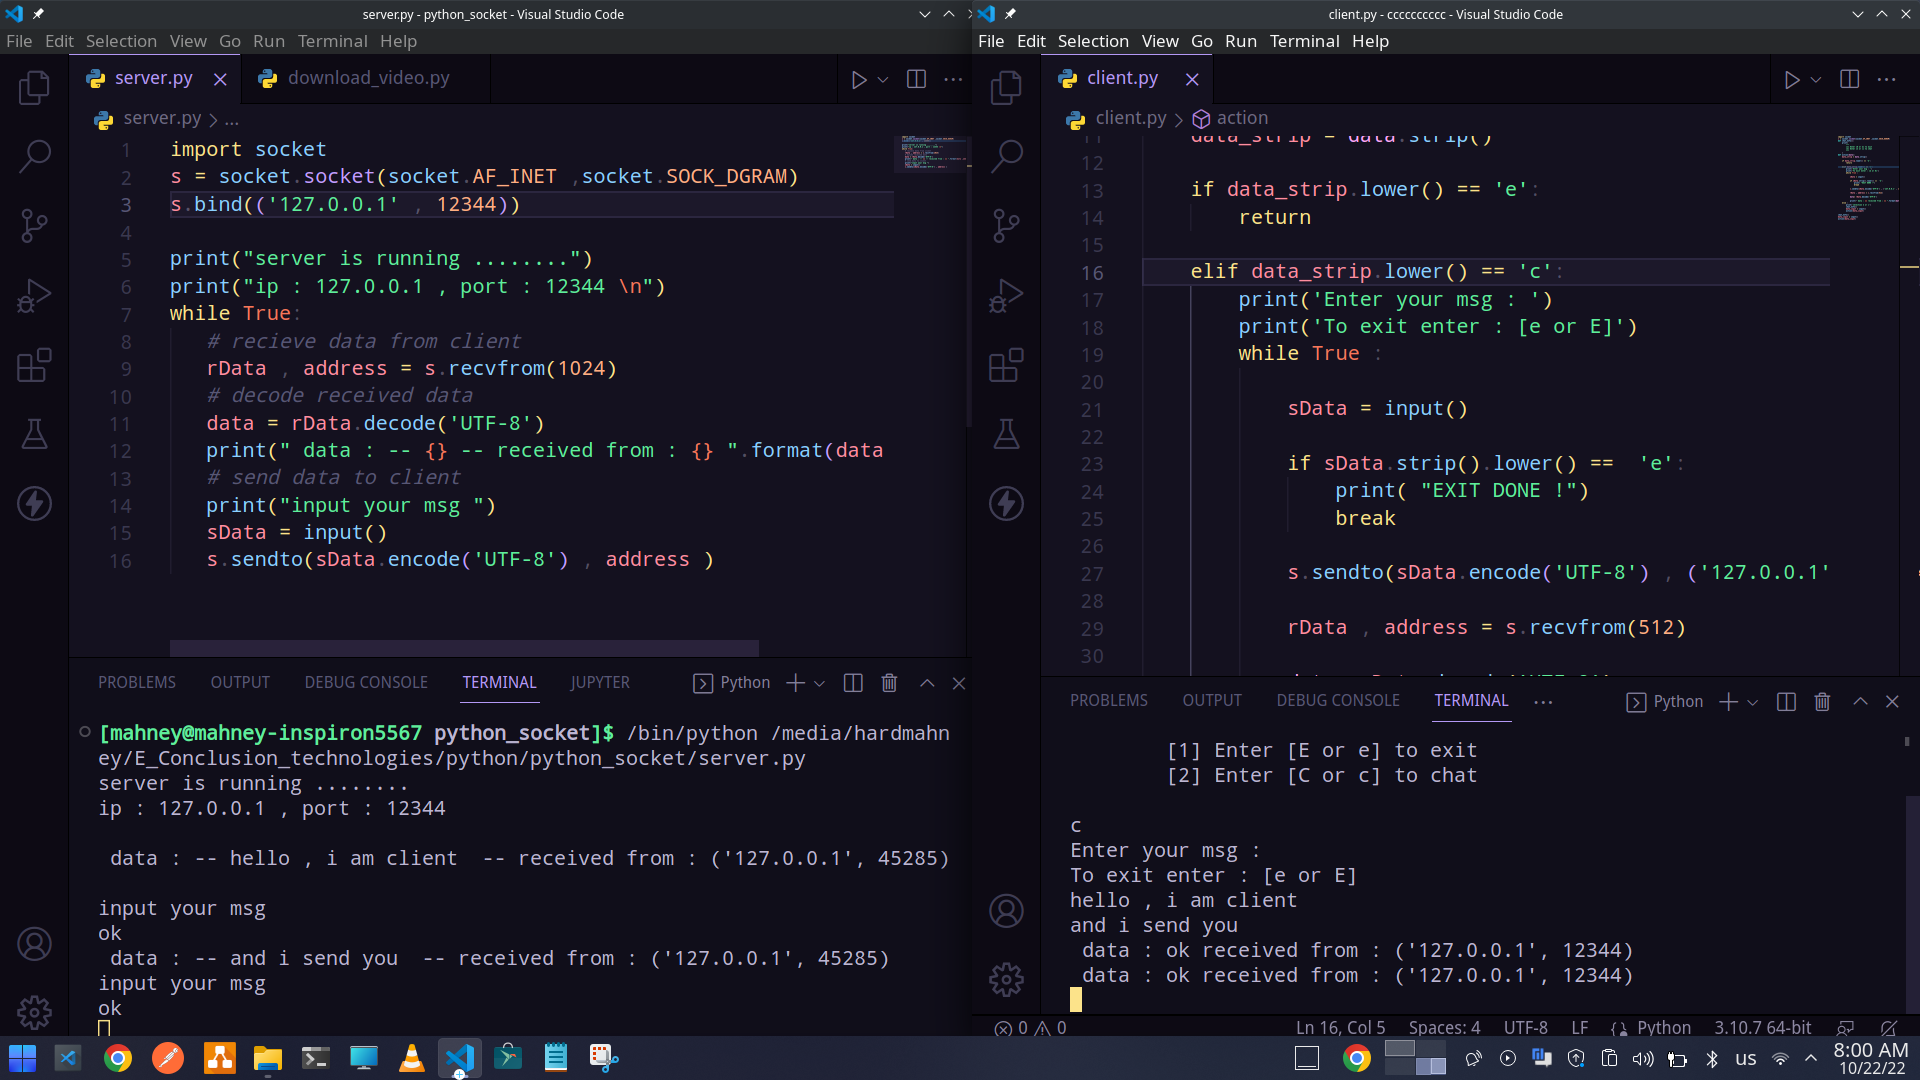 server.py - python_socket - Visual Studio Code
File Edit Selection View Go Run Terminal Help
server.py
download_video.py
server.py > ...
1 import socket
2 s = socket.socket(socket.AF_INET ,socket.SOCK_DGRAM)
3 s.bind(('127.0.0.1' , 12344))
4
5 print("server is running ........")
6 print("ip : 127.0.0.1 , port : 12344 \n")
7 while True:
8 # recieve data from client
9 rData , address = s.recvfrom(1024)
10 # decode received data
11 data = rData.decode('UTF-8')
12 print(" data : -- {} -- received from : {} ".format(data
13 # send data to client
14 print("input your msg ")
15 sData = input()
16 s.sendto(sData.encode('UTF-8') , address )
PROBLEMS OUTPUT DEBUG CONSOLE TERMINAL JUPYTER Python
[mahney@mahney-inspiron5567 python_socket]$ /bin/python /media/hardmahn
ey/E_Conclusion_technologies/python/python_socket/server.py
server is running ........
ip : 127.0.0.1 , port : 12344
data : -- hello , i am client  -- received from : ('127.0.0.1', 45285)
input your msg
ok
data : -- and i send you  -- received from : ('127.0.0.1', 45285)
input your msg
ok
client.py - cccccccccc - Visual Studio Code
File Edit Selection View Go Run Terminal Help
client.py
client.py > action
11 data_strip = data.strip()
12
13 if data_strip.lower() == 'e':
14 return
15
16 elif data_strip.lower() == 'c':
17 print('Enter your msg : ')
18 print('To exit enter : [e or E]')
19 while True :
20
21 sData = input()
22
23 if sData.strip().lower() ==  'e':
24 print( "EXIT DONE !")
25 break
26
27 s.sendto(sData.encode('UTF-8') , ('127.0.0.1'
28
29 rData , address = s.recvfrom(512)
30
PROBLEMS OUTPUT DEBUG CONSOLE TERMINAL Python
[1] Enter [E or e] to exit
[2] Enter [C or c] to chat
c
Enter your msg :
To exit enter : [e or E]
hello , i am client
and i send you
data : ok received from : ('127.0.0.1', 12344)
data : ok received from : ('127.0.0.1', 12344)
0 0 Ln 16, Col 5 Spaces: 4 UTF-8 LF Python 3.10.7 64-bit
us
8:00 AM
10/22/22